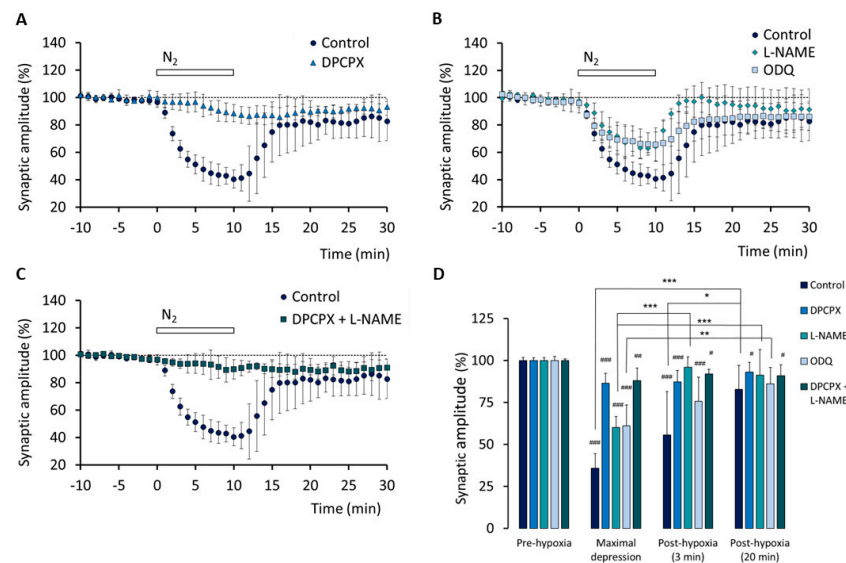 A
140
120
100
80
60
40
20
Synaptic amplitude (%)
N2
Control
DPCPX
-10
-5
0
5
10
15
20
25
30
Time (min)
B
140
120
100
80
60
40
20
Synaptic amplitude (%)
N2
Control
L-NAME
ODQ
-10
-5
0
5
10
15
20
25
30
Time (min)
C
140
120
100
80
60
40
20
Synaptic amplitude (%)
N2
Control
DPCPX + L-NAME
-10
-5
0
5
10
15
20
25
30
Time (min)
D
125
100
75
50
25
0
Synaptic amplitude (%)
***
*
***
***
**
###
###
###
###
##
###
###
###
#
#
#
Pre-hypoxia
Maximal
depression
Post-hypoxia
(3 min)
Post-hypoxia
(20 min)
Control
DPCPX
L-NAME
ODQ
DPCPX +
L-NAME